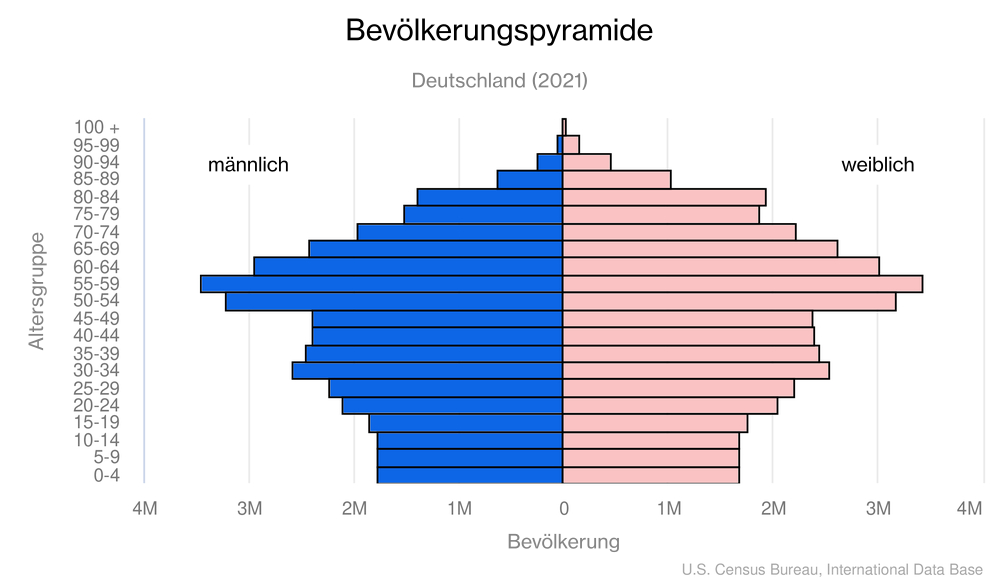 Bevölkerungspyramide
Deutschland (2021)
männlich
weiblich
Altersgruppe
100 +
95-99
90-94
85-89
80-84
75-79
70-74
65-69
60-64
55-59
50-54
45-49
40-44
35-39
30-34
25-29
20-24
15-19
10-14
5-9
0-4
4M 3M 2M 1M 0 1M 2M 3M 4M
Bevölkerung
U.S. Census Bureau, International Data Base